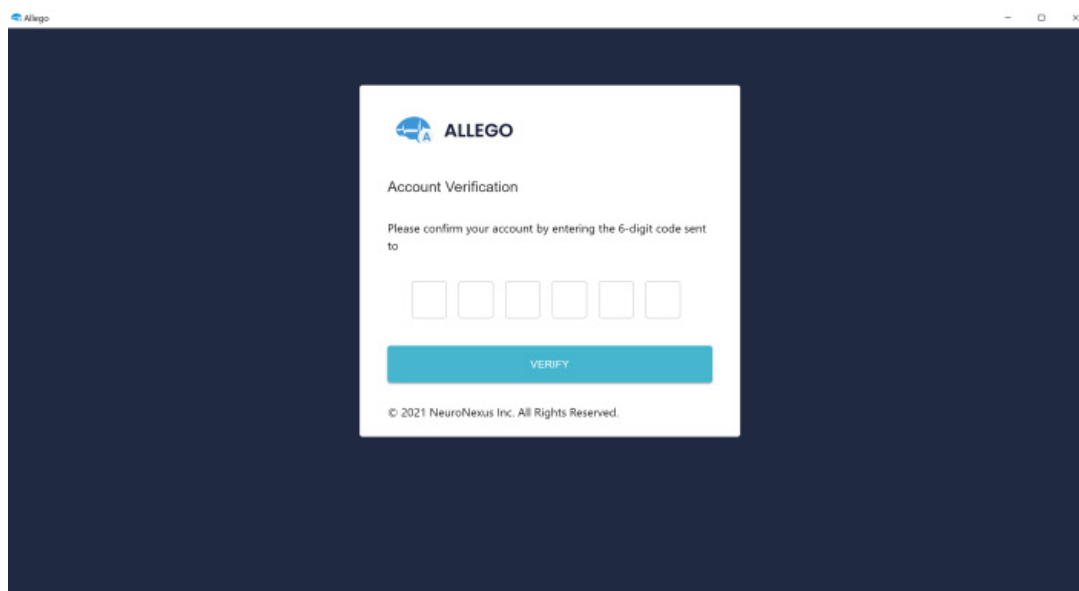 Allego
ALLEGO
Account Verification
Please confirm your account by entering the 6-digit code sent
to
VERIFY
© 2021 NeuroNexus Inc. All Rights Reserved.